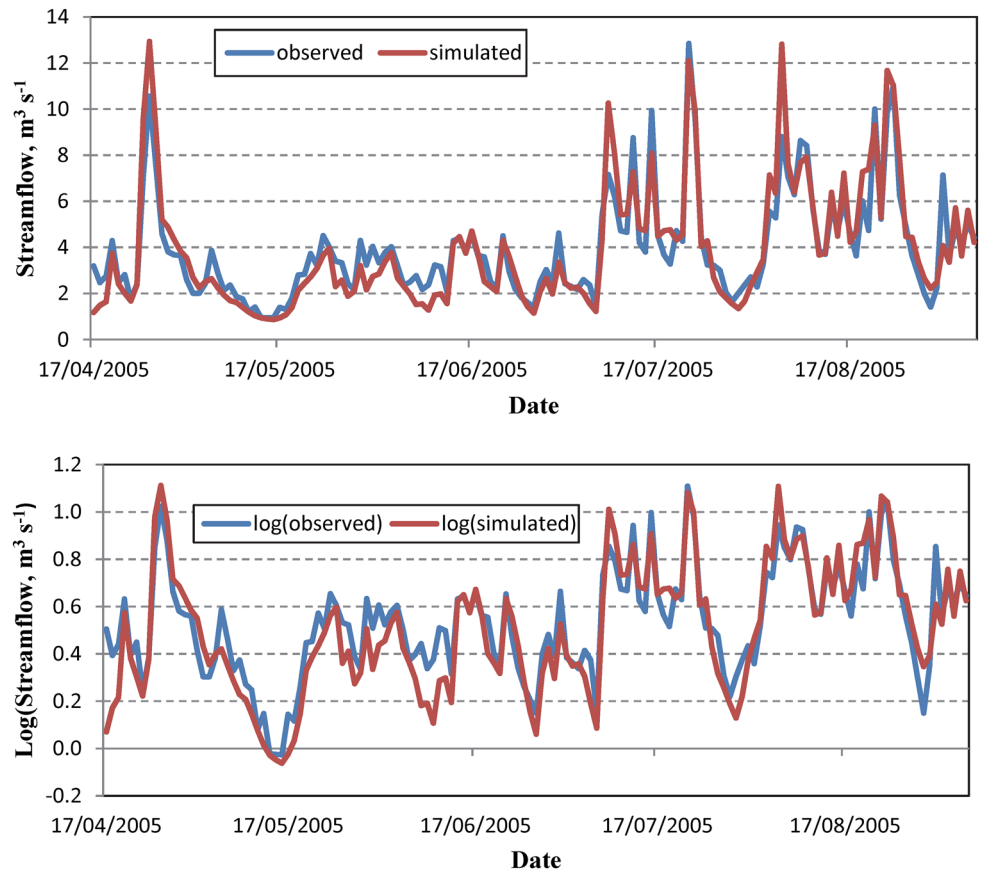 14
12
10
8
6
4
2
0
Streamflow, m³ s⁻¹
observed simulated
17/04/2005 17/05/2005 17/06/2005 17/07/2005 17/08/2005
Date
1.2
1.0
0.8
0.6
0.4
0.2
0.0
-0.2
Log(Streamflow, m³ s⁻¹)
log(observed) log(simulated)
17/04/2005 17/05/2005 17/06/2005 17/07/2005 17/08/2005
Date